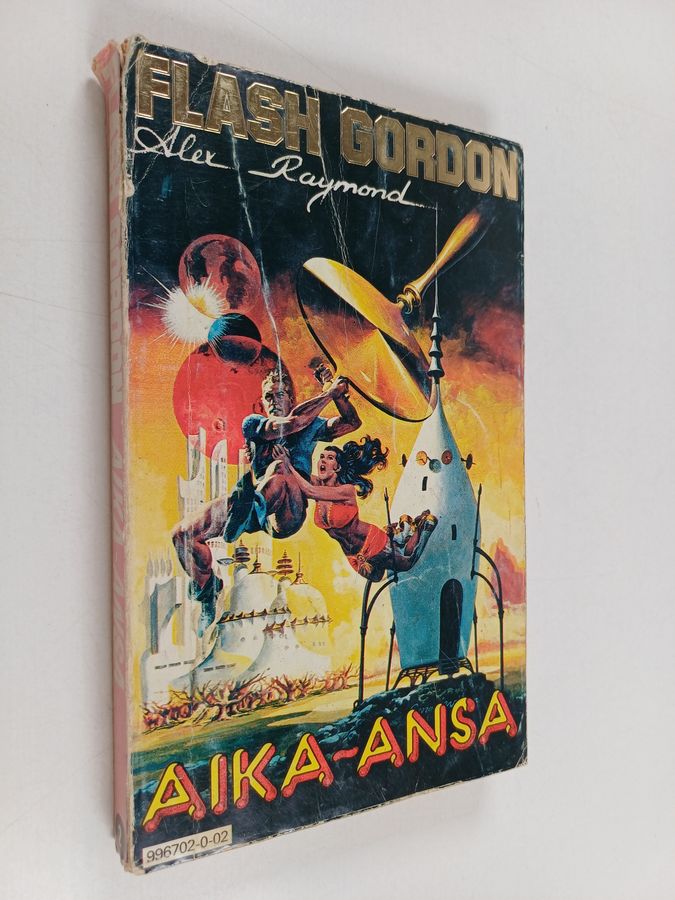 FLASH GORDON
Alex Raymond
AIKA-ANSA
996702-0-02